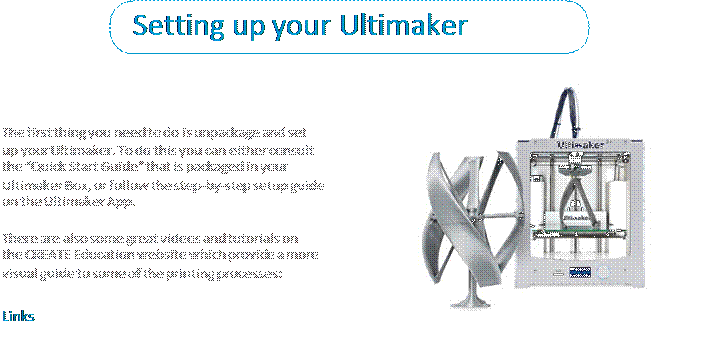 Setting up your Ultimaker
The first thing you need to do is unpackage and set
up your Ultimaker. To do this you can either consult
the "Quick Start Guide" that is packaged in your
Ultimaker Box, or follow the step-by-step setup guide
on the Ultimaker App.
There are also some great videos and tutorials on
the CREATE Education website which provide a more
visual guide to some of the printing processes:
Links
Ultimaker
Ultimaker